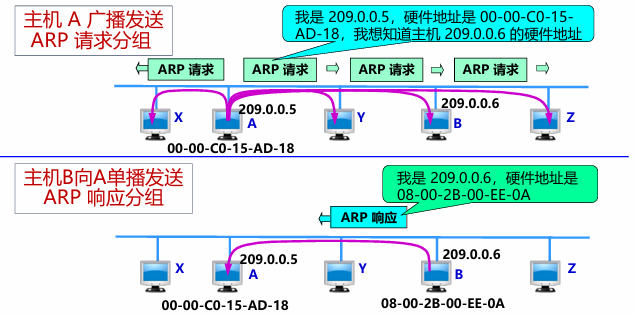 主机 A 广播发送
ARP 请求分组
我是 209.0.0.5，硬件地址是 00-00-C0-15-
AD-18，我想知道主机 209.0.0.6 的硬件地址
ARP 请求
ARP 请求
ARP 请求
ARP 请求
209.0.0.5
209.0.0.6
X
A
Y
B
Z
00-00-C0-15-AD-18
主机B向A单播发送
ARP 响应分组
我是 209.0.0.6，硬件地址是
08-00-2B-00-EE-0A
ARP 响应
209.0.0.5
209.0.0.6
X
A
Y
B
Z
00-00-C0-15-AD-18
08-00-2B-00-EE-0A